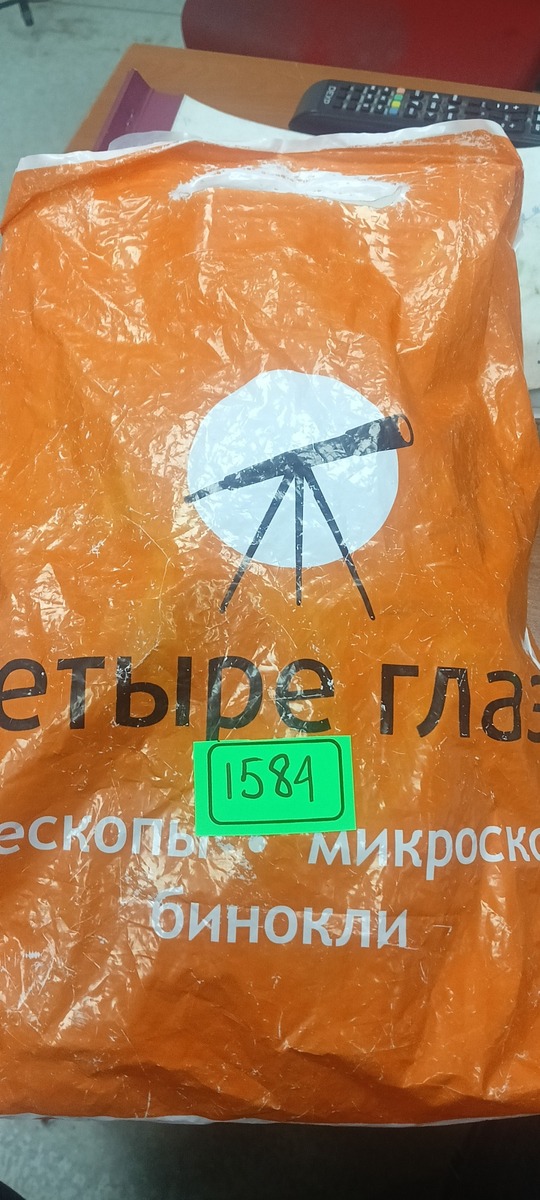 етыре глаз
1584
ескопы • микроско
бинокли